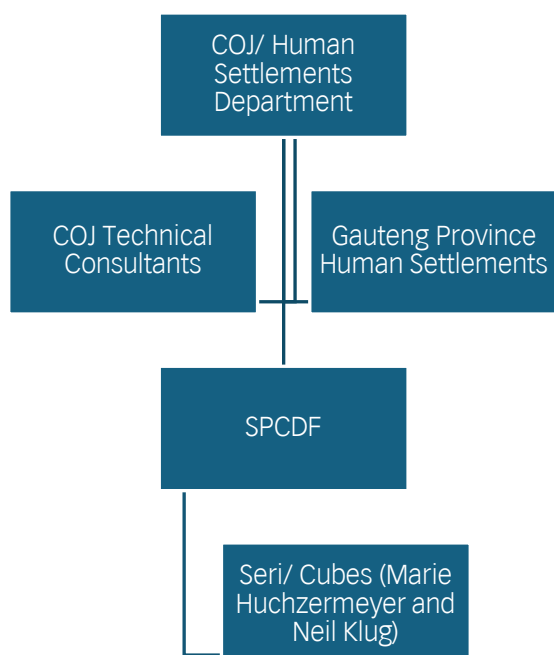 COJ/ Human
Settlements
Department
COJ Technical
Consultants
Gauteng Province
Human Settlements
SPCDF
Seri/ Cubes (Marie
Huchzermeyer and
Neil Klug)